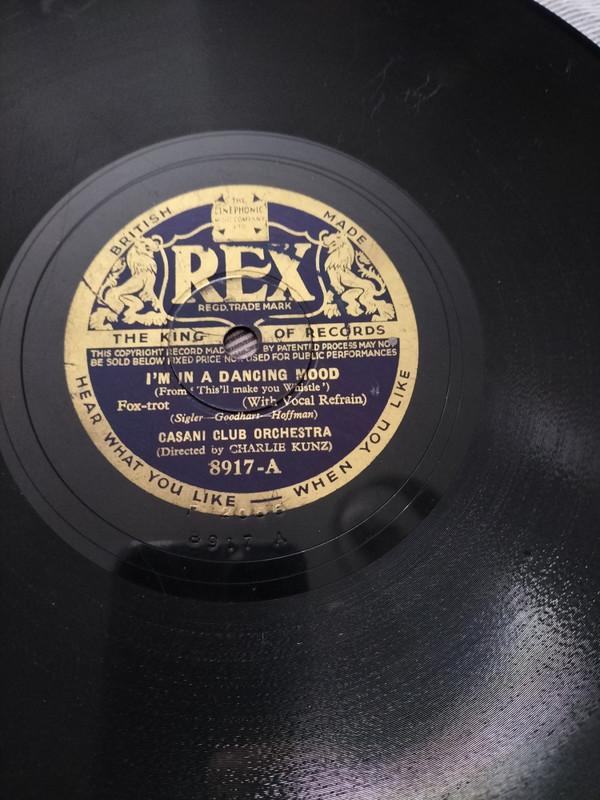 THE
CINEPHONIC
MUSIC COMPANY
LTD
BRITISH MADE
REX
REGD. TRADE MARK
THE KING OF RECORDS
THIS COPYRIGHT RECORD MADE BY PATENTED PROCESS MAY NOT
BE SOLD BELOW FIXED PRICE NOR USED FOR PUBLIC PERFORMANCES
I'M IN A DANCING MOOD
(From 'This'll make you Whistle')
Fox-trot (With Vocal Refrain)
(Sigler—Goodhart—Hoffman)
CASANI CLUB ORCHESTRA
(Directed by CHARLIE KUNZ)
8917-A
HEAR WHAT YOU LIKE — WHEN YOU LIKE
8917 A